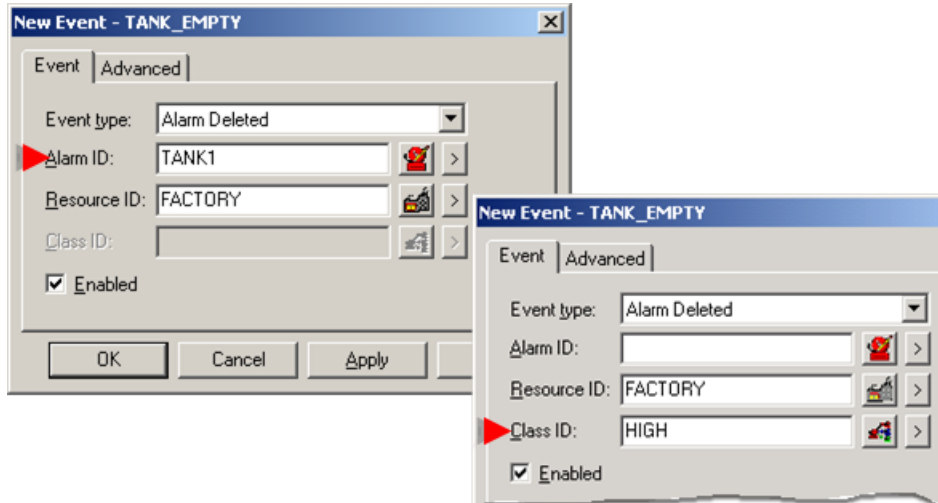 New Event - TANK_EMPTY
Event Advanced
Event type: Alarm Deleted
Alarm ID: TANK1
Resource ID: FACTORY
Class ID:
Enabled
OK Cancel Apply
New Event - TANK_EMPTY
Event Advanced
Event type: Alarm Deleted
Alarm ID:
Resource ID: FACTORY
Class ID: HIGH
Enabled